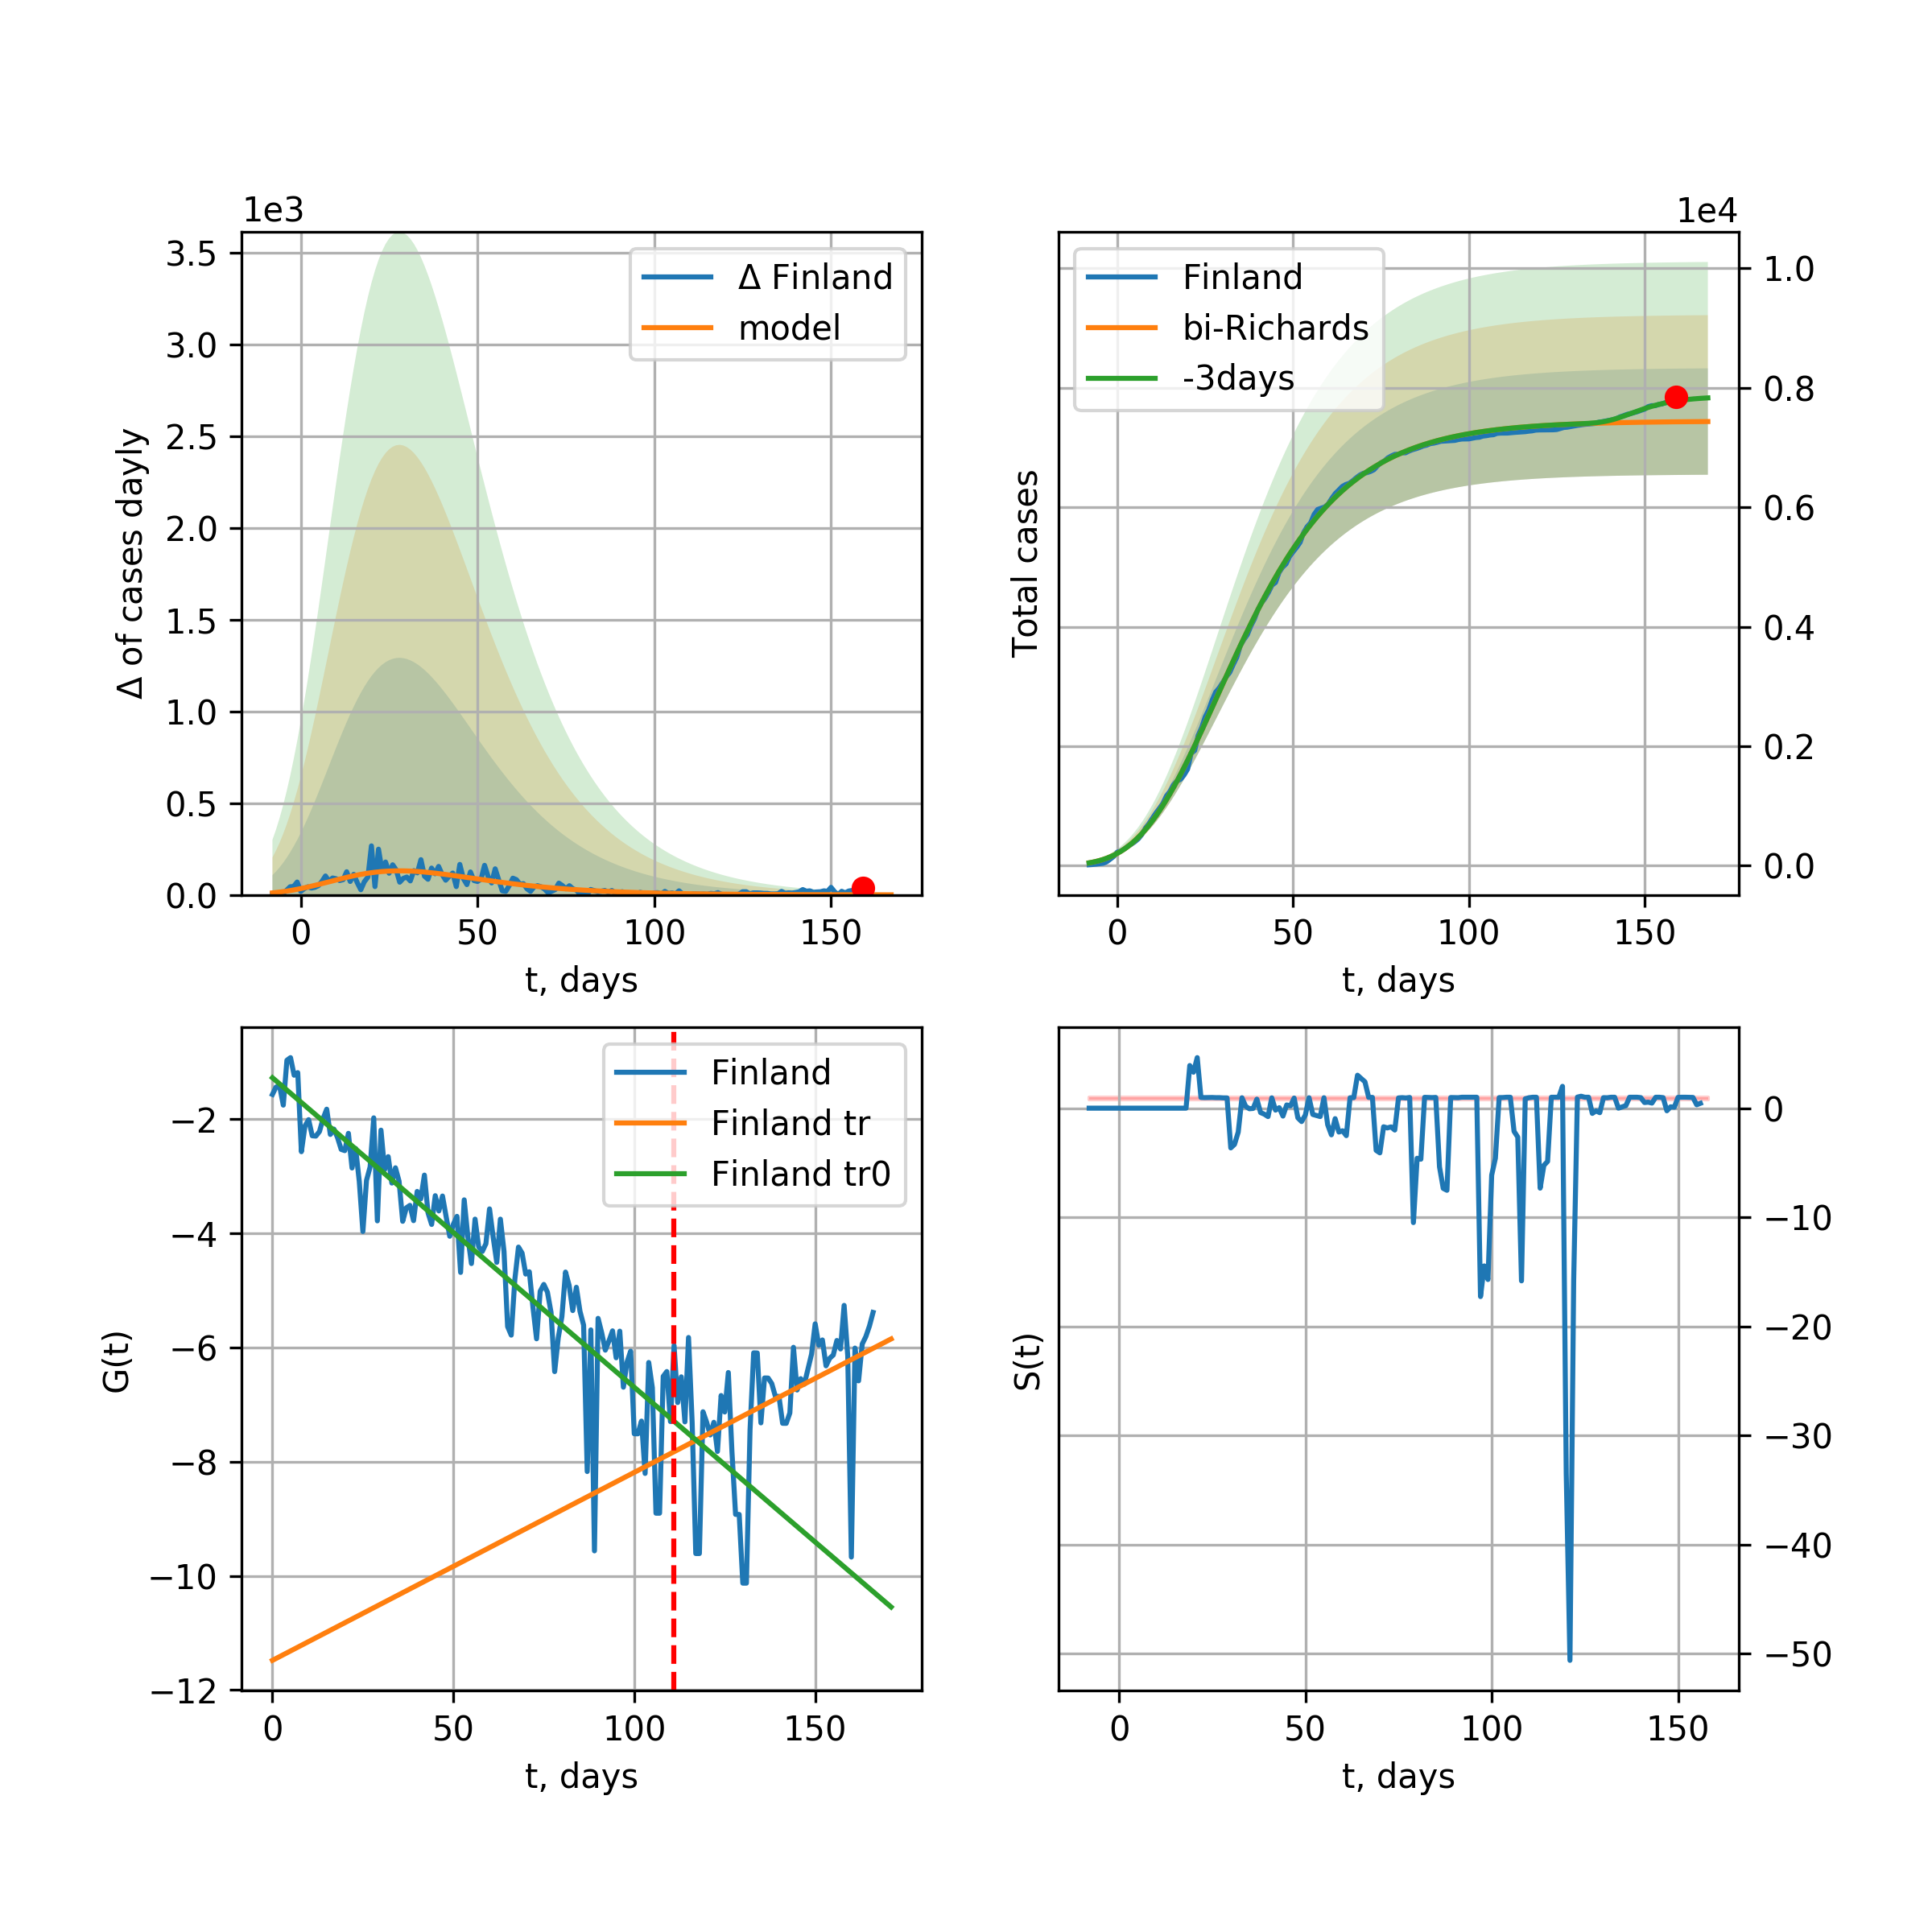 1e3
3.5
3.0
2.5
2.0
1.5
1.0
0.5
0.0
Δ of cases dayly
Δ Finland
model
0 50 100 150
t, days
1e4
Finland
bi-Richards
-3days
Total cases
1.0
0.8
0.6
0.4
0.2
0.0
0 50 100 150
t, days
−2
−4
−6
−8
−10
−12
G(t)
Finland
Finland tr
Finland tr0
0 50 100 150
t, days
S(t)
0
−10
−20
−30
−40
−50
0 50 100 150
t, days